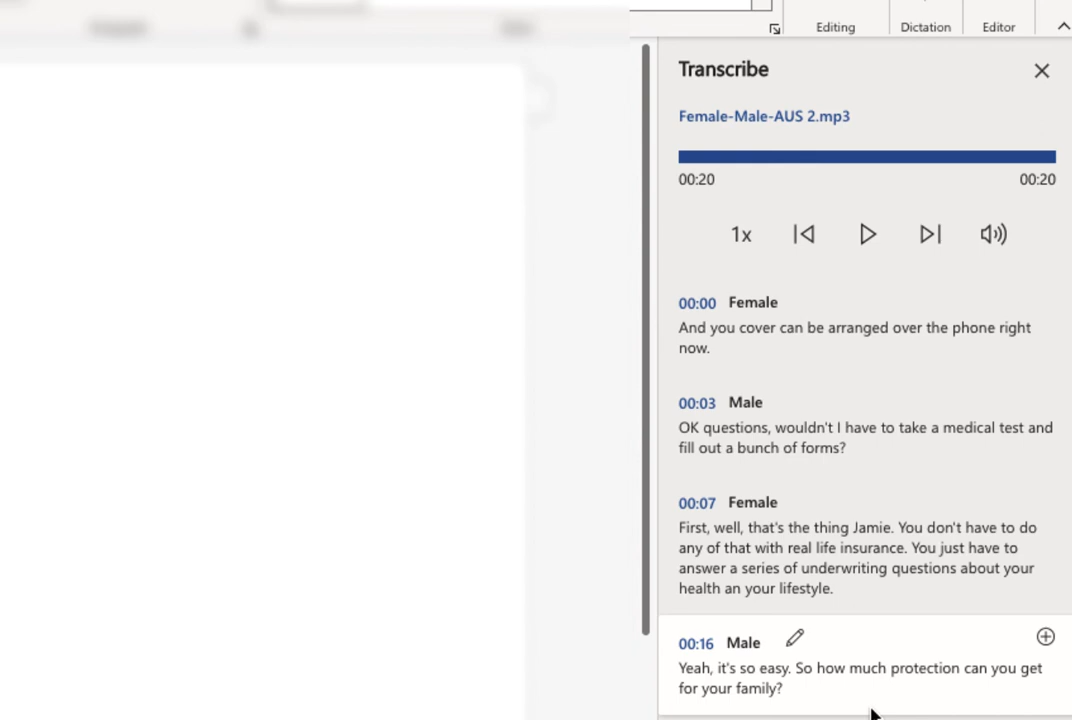 Editing
Dictation
Editor
Transcribe
Female-Male-AUS 2.mp3
00:20
00:20
1x
00:00 Female
And you cover can be arranged over the phone right
now.
00:03 Male
OK questions, wouldn't I have to take a medical test and
fill out a bunch of forms?
00:07 Female
First, well, that's the thing Jamie. You don't have to do
any of that with real life insurance. You just have to
answer a series of underwriting questions about your
health an your lifestyle.
00:16 Male
Yeah, it's so easy. So how much protection can you get
for your family?